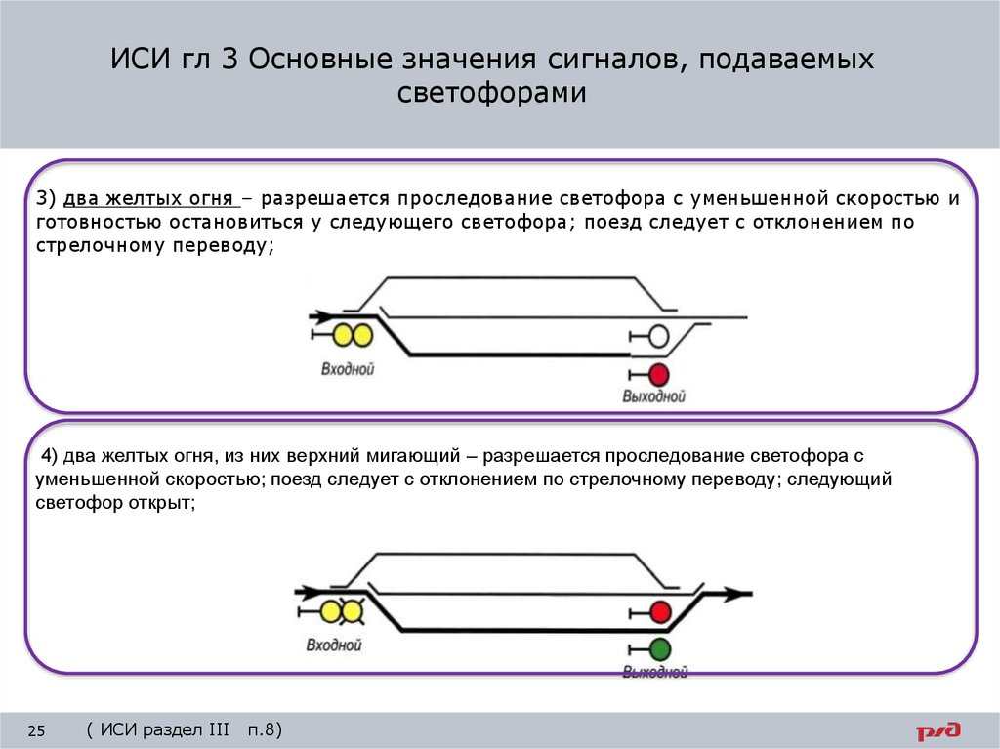 ИСИ гл 3 Основные значения сигналов, подаваемых
светофорами
3) два желтых огня – разрешается проследование светофора с уменьшенной скоростью и
готовностью остановиться у следующего светофора; поезд следует с отклонением по
стрелочному переводу;
Входной
Выходной
4) два желтых огня, из них верхний мигающий – разрешается проследование светофора с
уменьшенной скоростью; поезд следует с отклонением по стрелочному переводу; следующий
светофор открыт;
Входной
Выходной
25 ( ИСИ раздел III п.8)
ржд